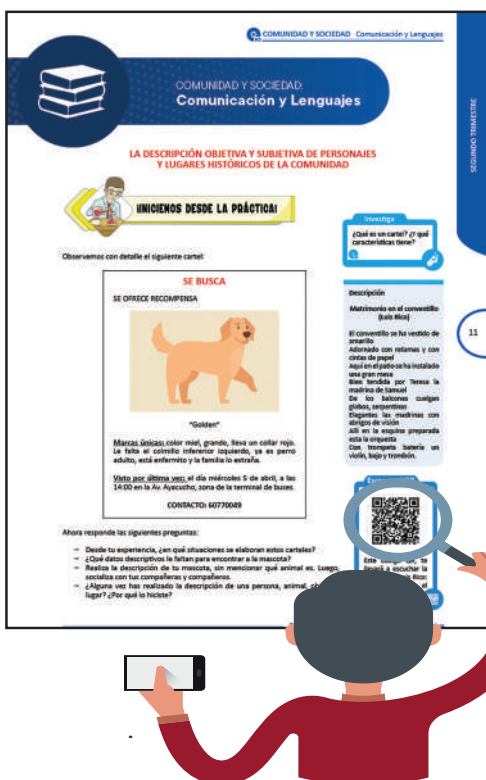 COMUNIDAD Y SOCIEDAD Comunicación y Lenguajes
COMUNIDAD Y SOCIEDAD:
Comunicación y Lenguajes
SEGUNDO TRIMESTRE
LA DESCRIPCIÓN OBJETIVA Y SUBJETIVA DE PERSONAJES
Y LUGARES HISTÓRICOS DE LA COMUNIDAD
¡INICIEMOS DESDE LA PRÁCTICA!
Observemos con detalle el siguiente cartel:
SE BUSCA
SE OFRECE RECOMPENSA
"Golden"
Marcas únicas: color miel, grande, lleva un collar rojo.
Le falta el colmillo inferior izquierdo, ya es perro
adulto, está enfermito y la familia lo extraña.
Visto por última vez: el día miércoles 5 de abril, a las
14:00 en la Av. Ayacucho, zona de la terminal de buses.
CONTACTO: 60770049
Ahora responde las siguientes preguntas:
– Desde tu experiencia, ¿en qué situaciones se elaboran estos carteles?
– ¿Qué datos descriptivos le faltan para encontrar a la mascota?
– Realiza la descripción de tu mascota, sin mencionar qué animal es. Luego,
socializa con tus compañeras y compañeros.
– ¿Alguna vez has realizado la descripción de una persona, animal,
lugar? ¿Por qué lo hiciste?
Investiga
¿Qué es un cartel? ¿Y qué
características tiene?
Descripción
Matrimonio en el conventillo
(Luis Rico)
El conventillo se ha vestido de
amarillo
Adornado con retamas y con
cintas de papel
Aquí en el patio se ha instalado
una gran mesa
Bien tendida por Teresa la
madrina de Samuel
De los balcones cuelgan
globos, serpentinas
Elegantes las madrinas con
abrigos de visión
Allí en la esquina preparada
esta la orquesta
Con trompeta batería un
violín, bajo y trombón.
11
Este te
llevará a escuchar la
Rico:
el